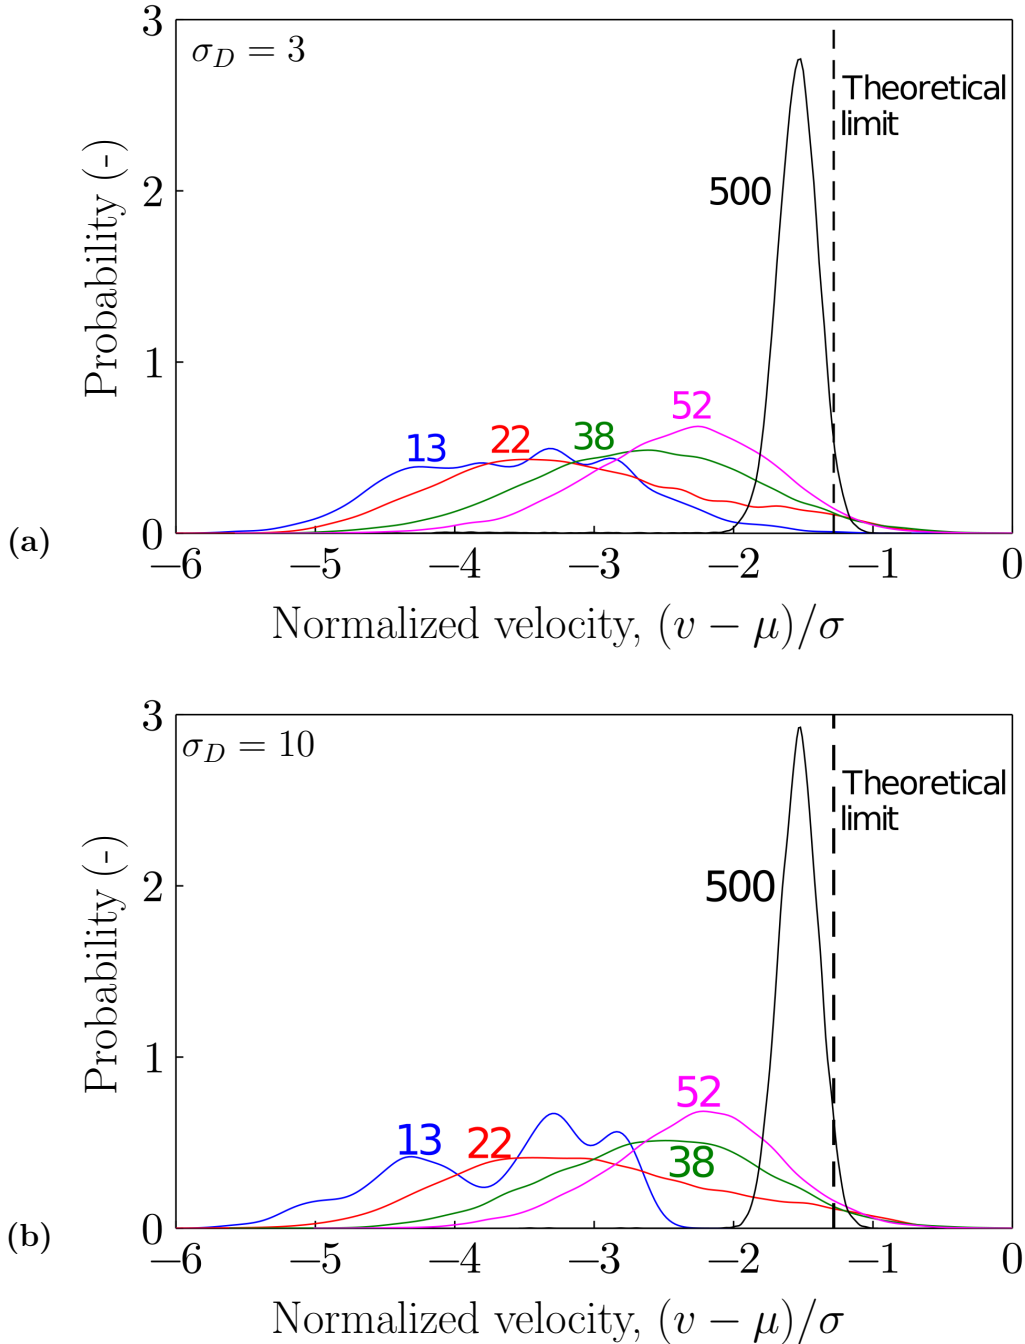 3
σ_D = 3
Theoretical
limit
2
500
Probability (-)
1
52
13
22
38
0
(a)
−6
−5
−4
−3
−2
−1
0
Normalized velocity, (v − μ)/σ
3
σ_D = 10
Theoretical
limit
2
500
Probability (-)
1
52
13
22
38
0
(b)
−6
−5
−4
−3
−2
−1
0
Normalized velocity, (v − μ)/σ